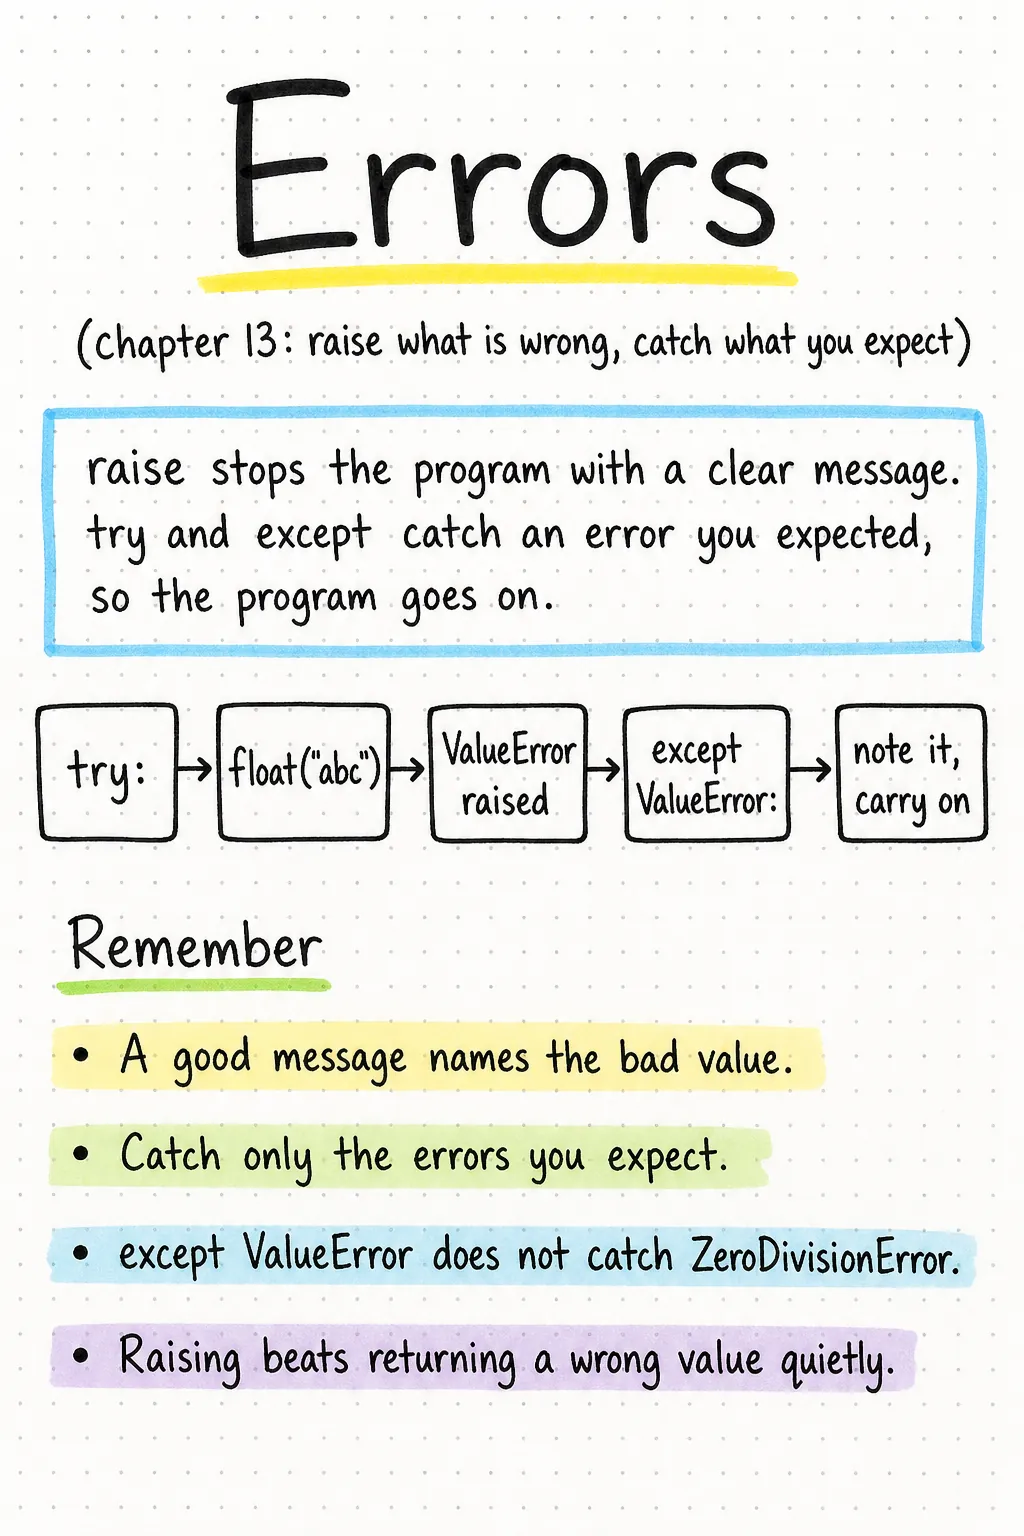 Errors
(chapter 13: raise what is wrong, catch what you expect)
raise stops the program with a clear message.
try and except catch an error you expected,
so the program goes on.
try:
float("abc")
ValueError
raised
except
ValueError:
note it,
carry on
Remember
• A good message names the bad value.
• Catch only the errors you expect.
• except ValueError does not catch ZeroDivisionError.
• Raising beats returning a wrong value quietly.